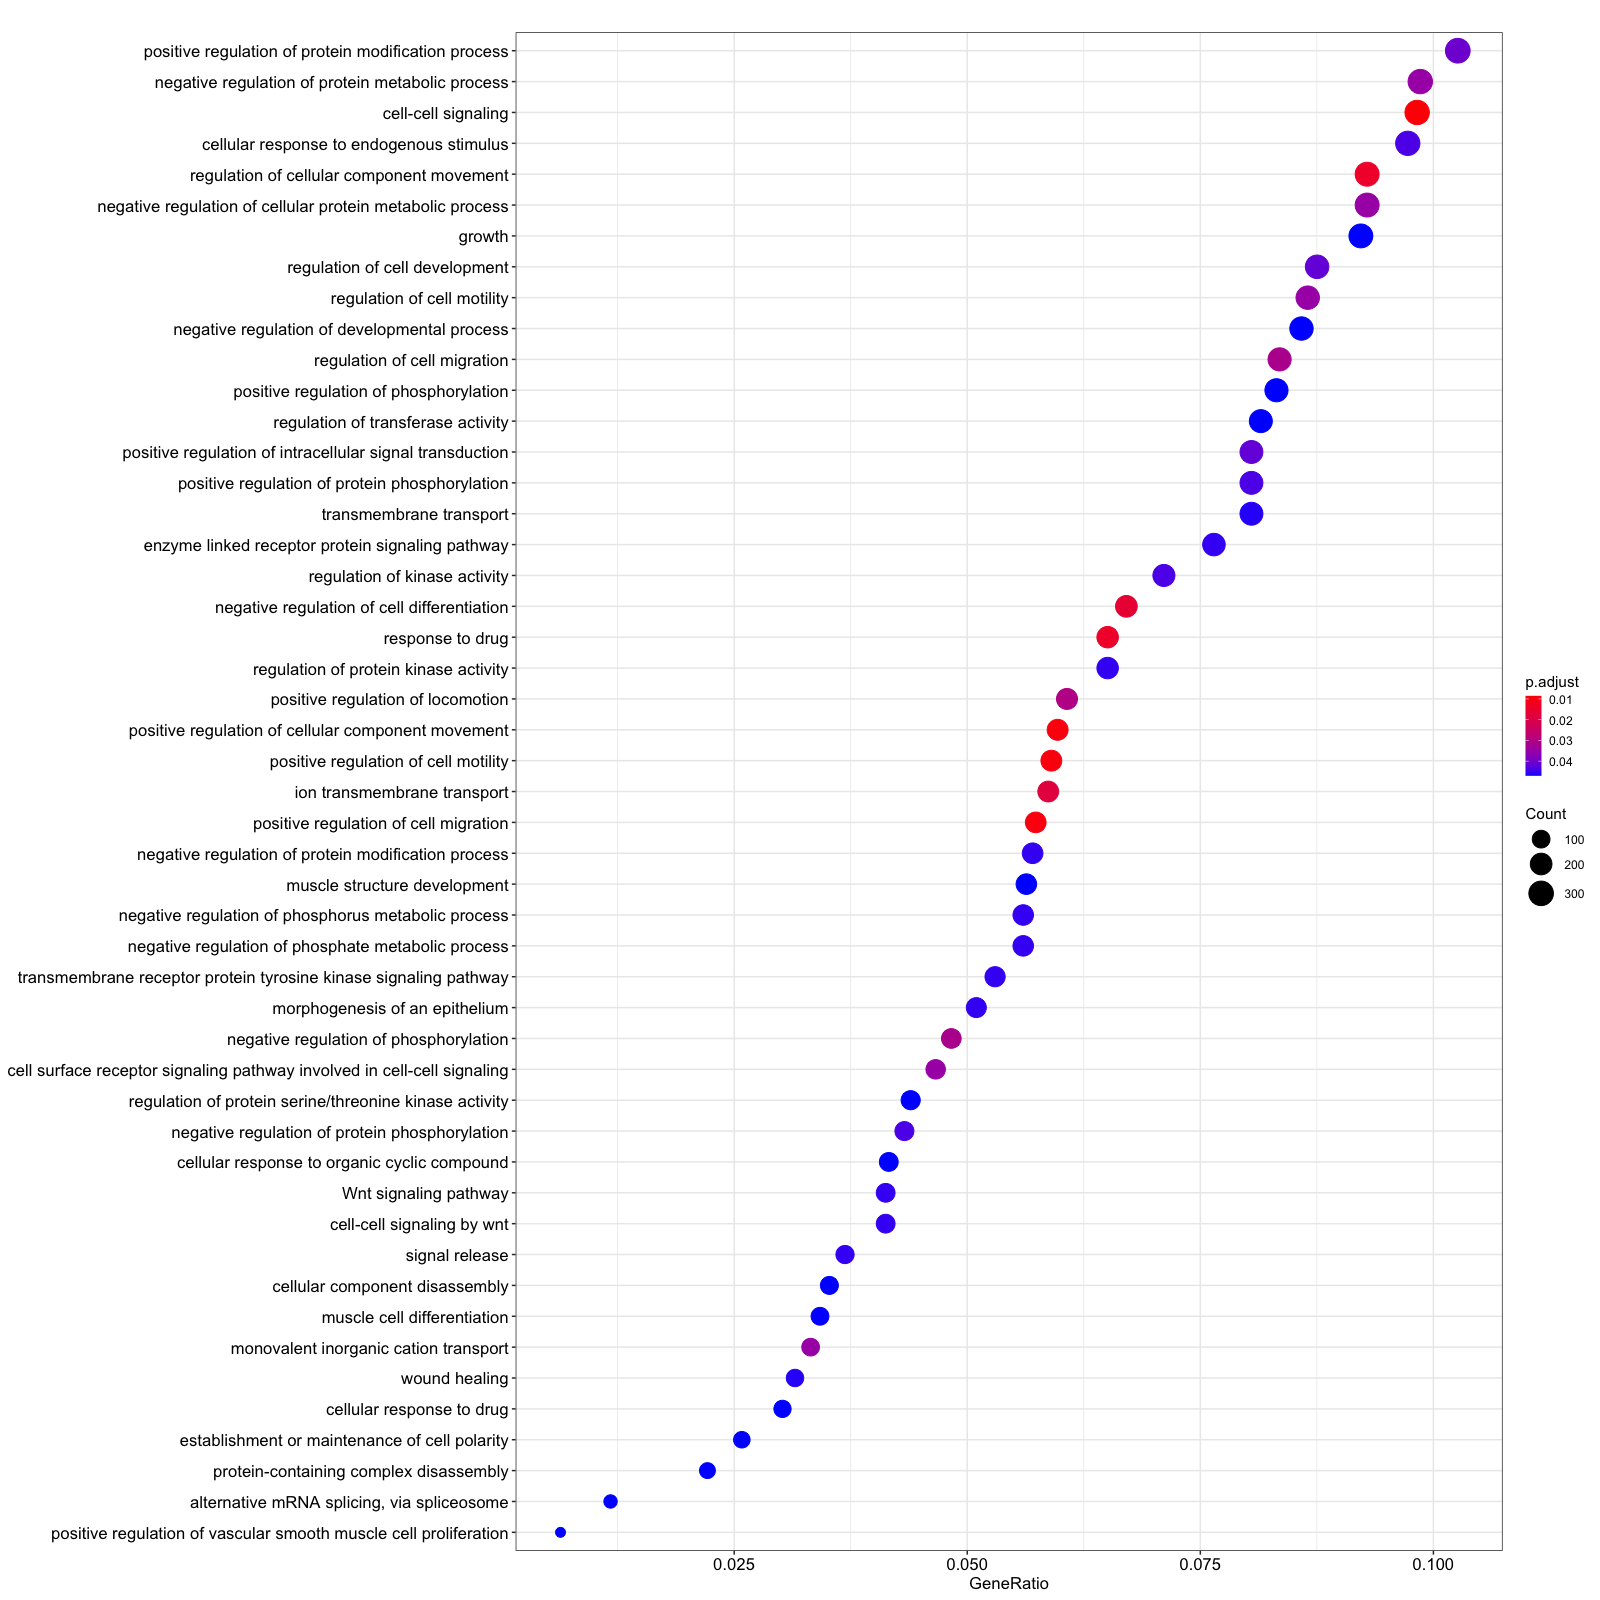 positive regulation of protein modification process
negative regulation of protein metabolic process
cell-cell signaling
cellular response to endogenous stimulus
regulation of cellular component movement
negative regulation of cellular protein metabolic process
growth
regulation of cell development
regulation of cell motility
negative regulation of developmental process
regulation of cell migration
positive regulation of phosphorylation
regulation of transferase activity
positive regulation of intracellular signal transduction
positive regulation of protein phosphorylation
transmembrane transport
enzyme linked receptor protein signaling pathway
regulation of kinase activity
negative regulation of cell differentiation
response to drug
regulation of protein kinase activity
positive regulation of locomotion
positive regulation of cellular component movement
positive regulation of cell motility
ion transmembrane transport
positive regulation of cell migration
negative regulation of protein modification process
muscle structure development
negative regulation of phosphorus metabolic process
negative regulation of phosphate metabolic process
transmembrane receptor protein tyrosine kinase signaling pathway
morphogenesis of an epithelium
negative regulation of phosphorylation
cell surface receptor signaling pathway involved in cell-cell signaling
regulation of protein serine/threonine kinase activity
negative regulation of protein phosphorylation
cellular response to organic cyclic compound
Wnt signaling pathway
cell-cell signaling by wnt
signal release
cellular component disassembly
muscle cell differentiation
monovalent inorganic cation transport
wound healing
cellular response to drug
establishment or maintenance of cell polarity
protein-containing complex disassembly
alternative mRNA splicing, via spliceosome
positive regulation of vascular smooth muscle cell proliferation
0.025 0.050 0.075 0.100
GeneRatio
p.adjust
0.01
0.02
0.03
0.04
Count
100
200
300